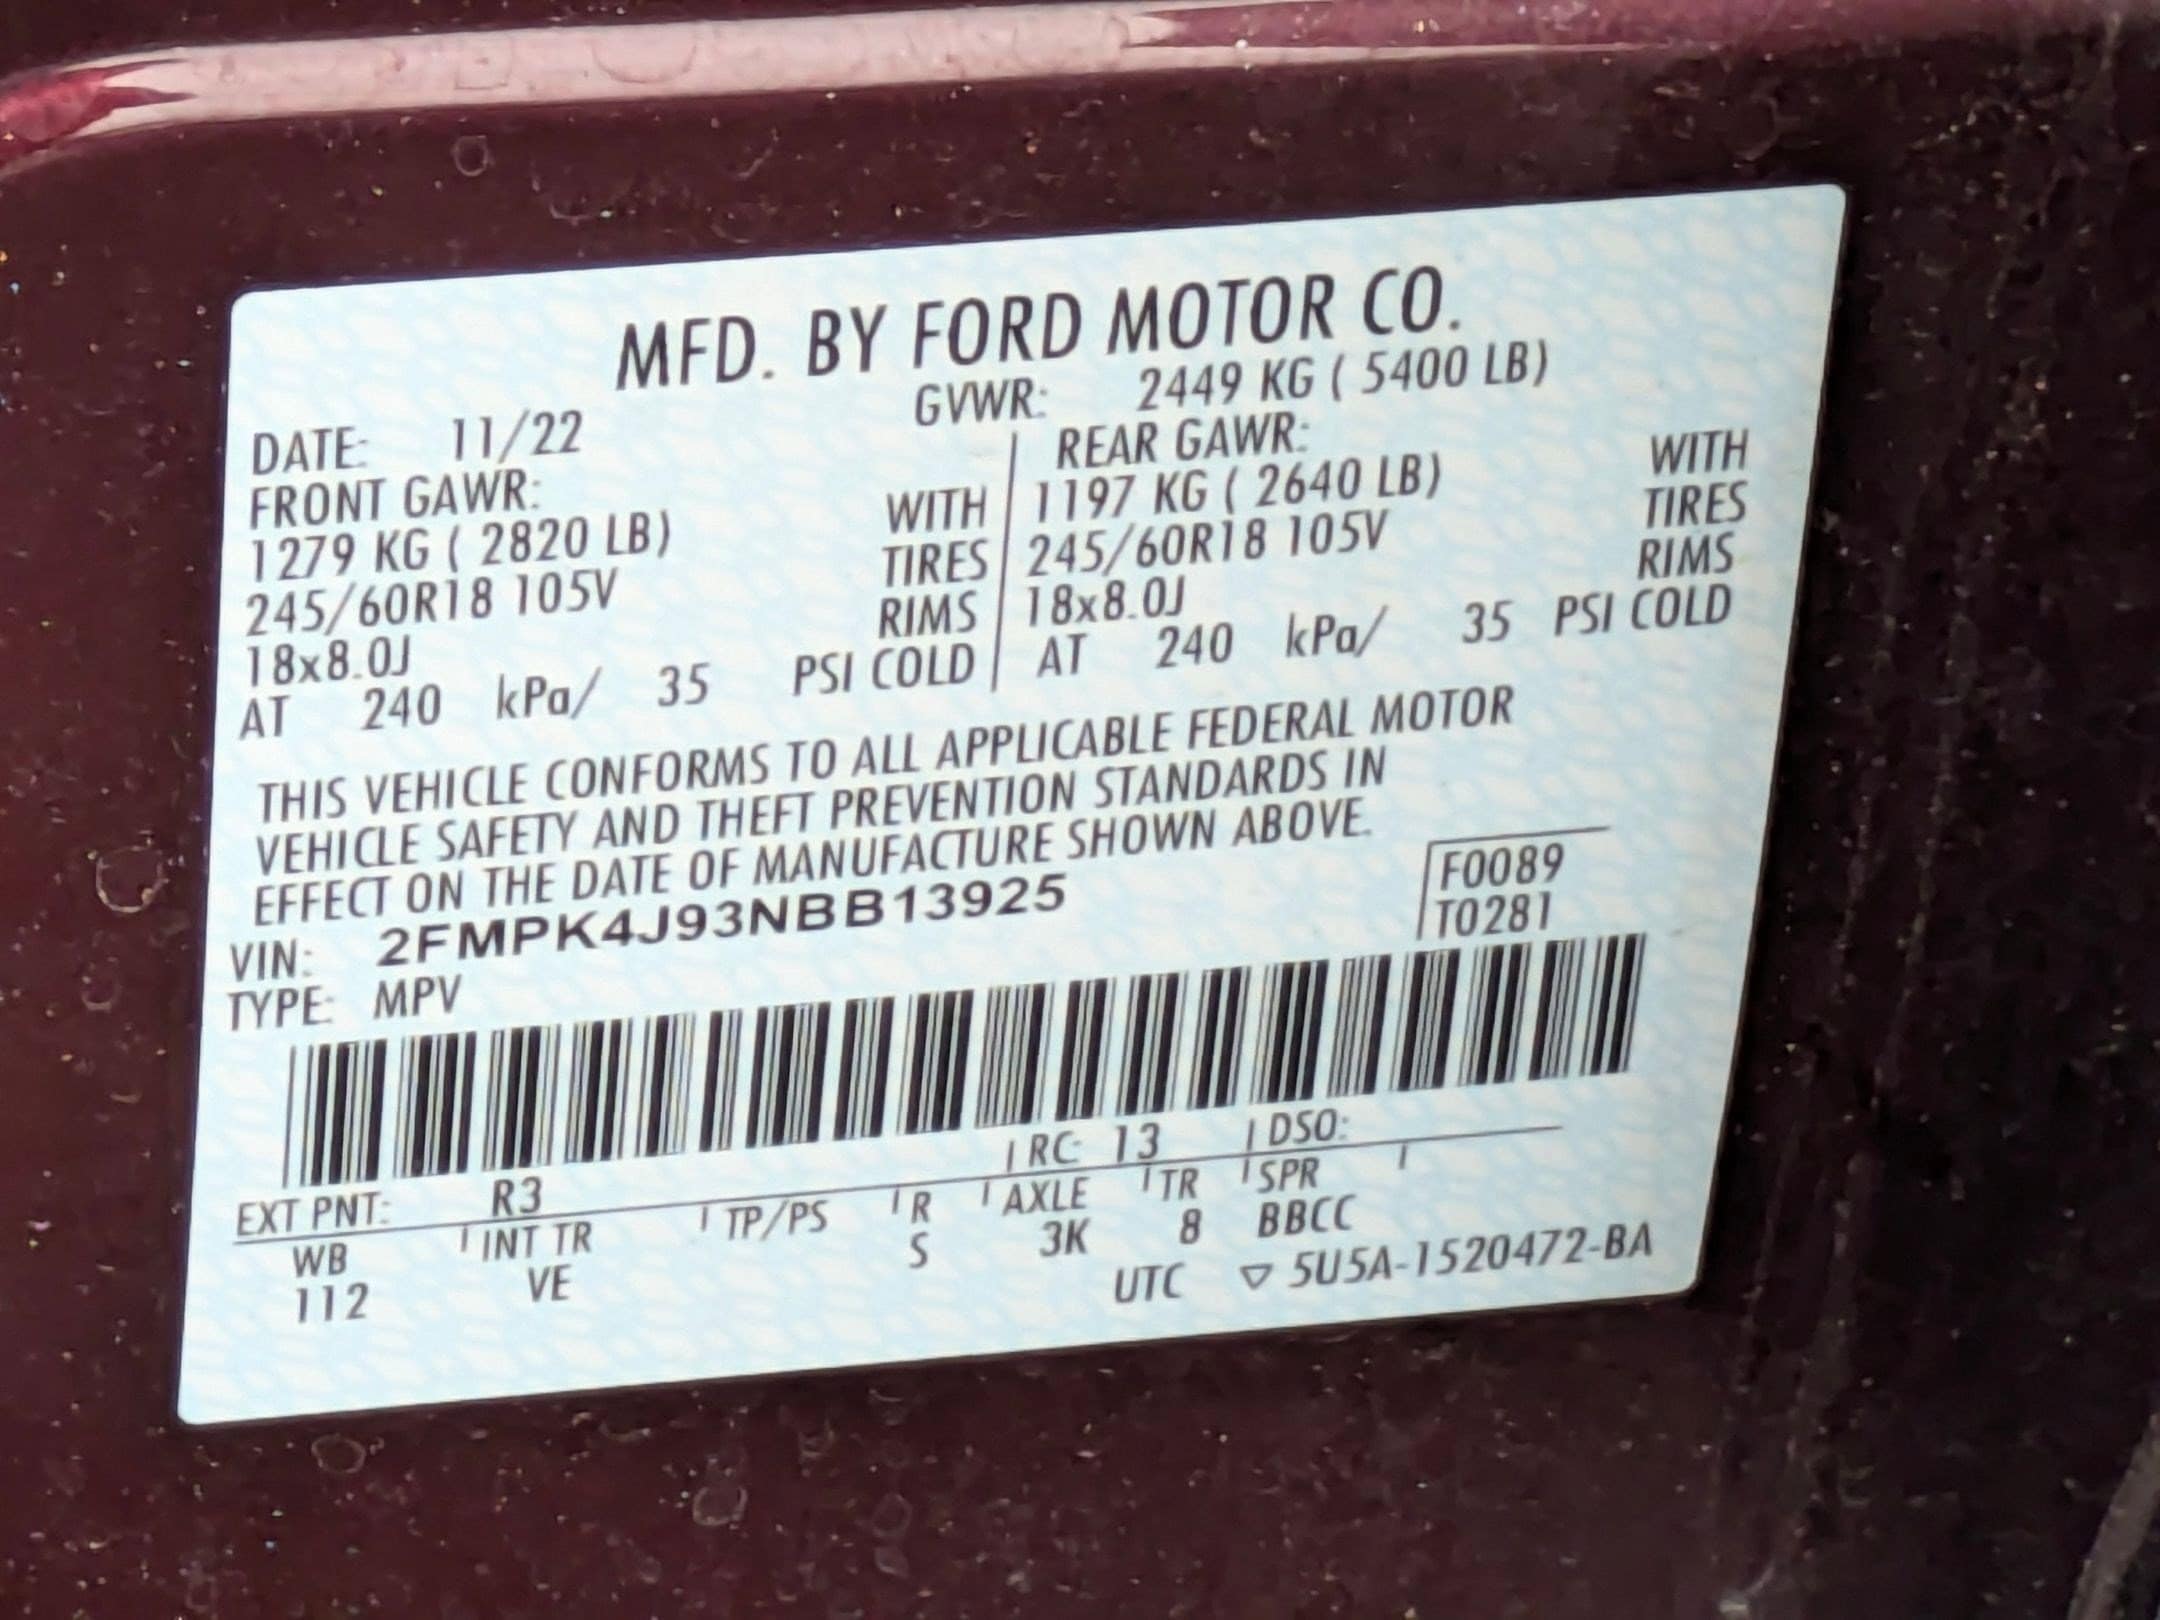 MFD. BY FORD MOTOR CO.
DATE: 11/22 GVWR: 2449 KG ( 5400 LB)
FRONT GAWR: REAR GAWR:
1279 KG ( 2820 LB) WITH 1197 KG ( 2640 LB) WITH
245/60R18 105V TIRES 245/60R18 105V TIRES
18x8.0J RIMS 18x8.0J RIMS
AT 240 kPa/ 35 PSI COLD AT 240 kPa/ 35 PSI COLD
THIS VEHICLE CONFORMS TO ALL APPLICABLE FEDERAL MOTOR
VEHICLE SAFETY AND THEFT PREVENTION STANDARDS IN
EFFECT ON THE DATE OF MANUFACTURE SHOWN ABOVE.
VIN: 2FMPK4J93NBB13925 F0089
TYPE: MPV T0281
EXT PNT: R3 RC: 13 DSO:
WB INT TR TP/PS R AXLE TR SPR
112 VE S 3K 8 BBCC
UTC ▽ 5U5A-1520472-BA